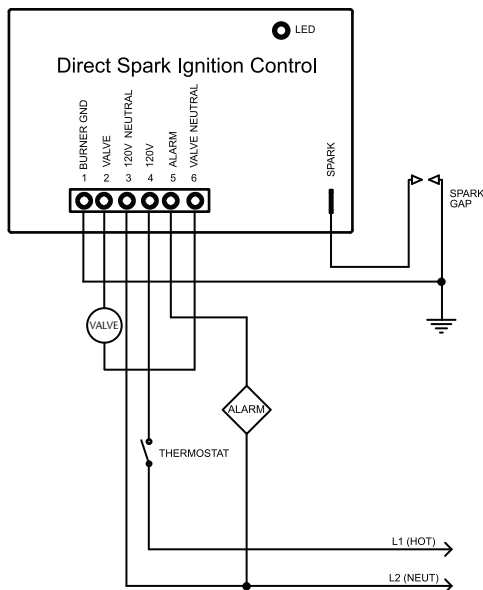 LED
Direct Spark Ignition Control
BURNER GND
VALVE
120V NEUTRAL
120V
ALARM
VALVE NEUTRAL
1 2 3 4 5 6
SPARK
SPARK
GAP
VALVE
ALARM
THERMOSTAT
L1 (HOT)
L2 (NEUT)